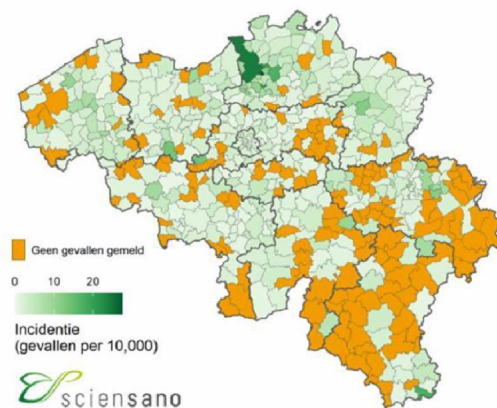 Geen gevallen gemeld
0 10 20
Incidentie
(gevallen per 10,000)
sciensano